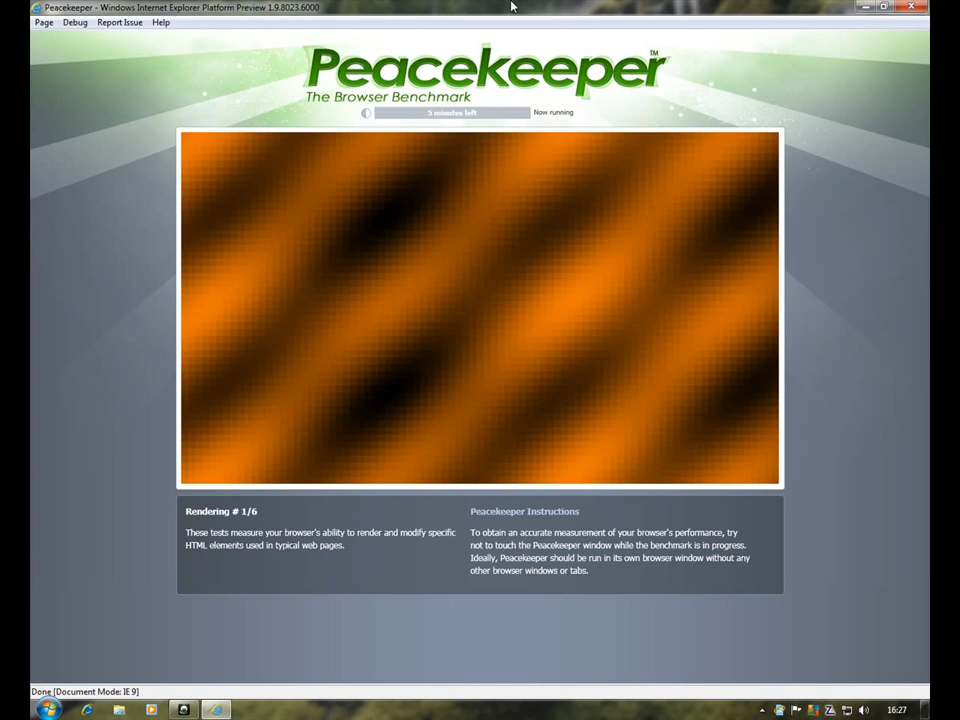 Peacekeeper - Windows Internet Explorer Platform Preview 1.9.8023.6000
Page Debug Report Issue Help
Peacekeeper™
The Browser Benchmark
5 minutes left Now running
Rendering # 1/6
These tests measure your browser's ability to render and modify specific
HTML elements used in typical web pages.
Peacekeeper Instructions
To obtain an accurate measurement of your browser's performance, try
not to touch the Peacekeeper window while the benchmark is in progress.
Ideally, Peacekeeper should be run in its own browser window without any
other browser windows or tabs.
Done [Document Mode: IE 9]
16:27